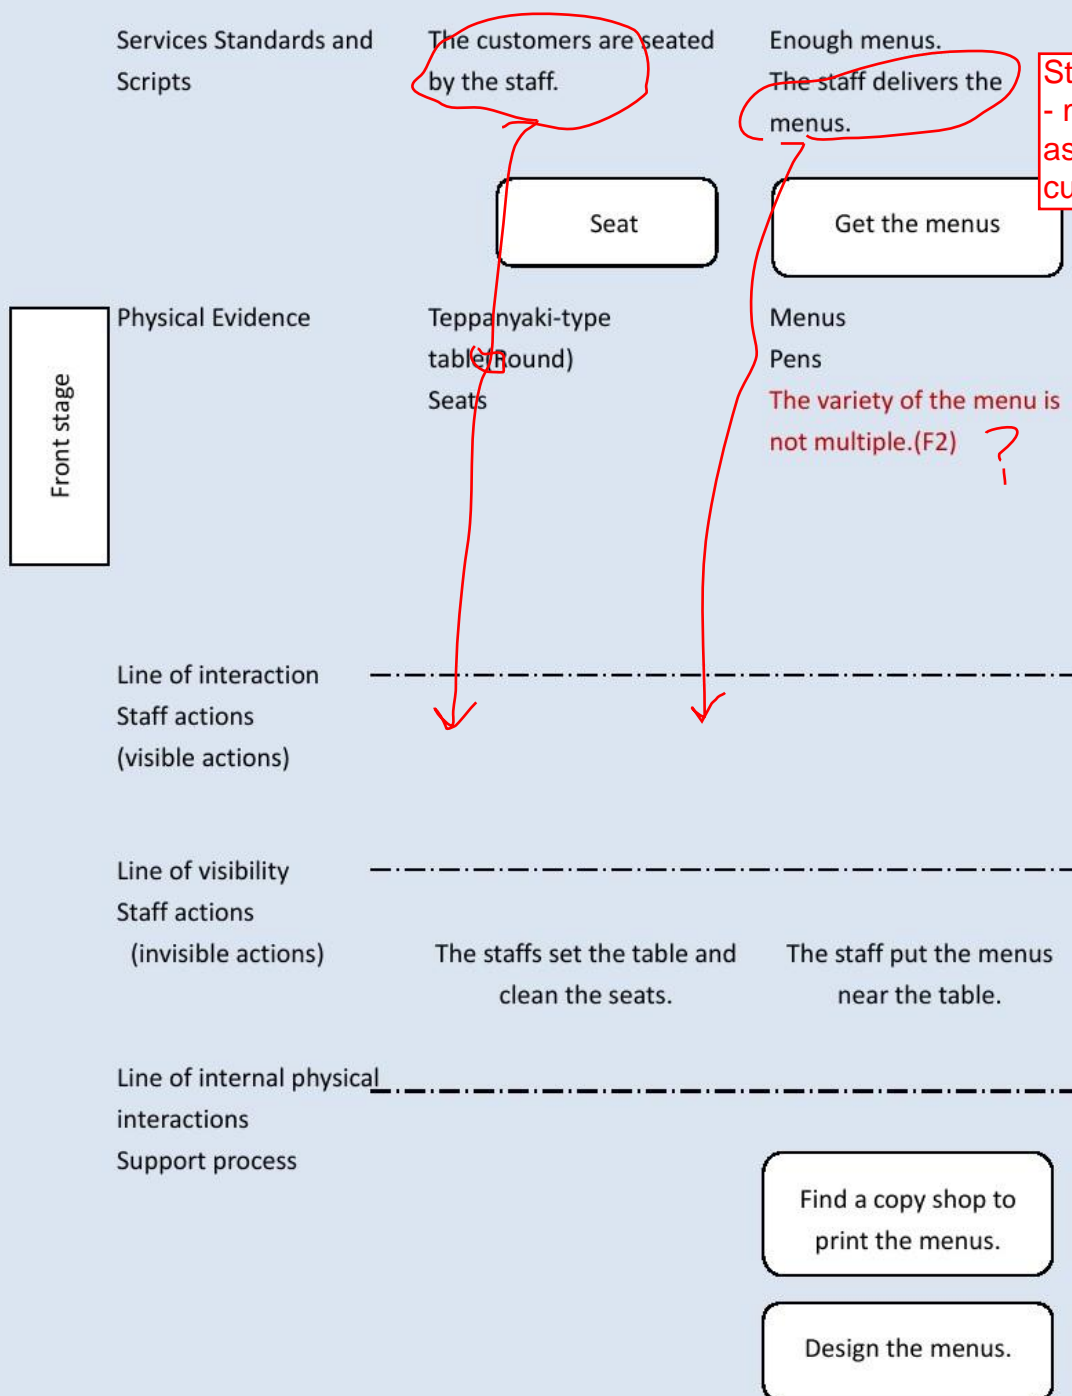 Services Standards and
Scripts
The customers are seated
by the staff.
Enough menus.
The staff delivers the
menus.
Seat
Get the menus
Front stage
Physical Evidence
Teppanyaki-type
table(Round)
Seats
Menus
Pens
The variety of the menu is
not multiple.(F2)
?
Line of interaction
Staff actions
(visible actions)
Line of visibility
Staff actions
(invisible actions)
The staffs set the table and
clean the seats.
The staff put the menus
near the table.
Line of internal physical
interactions
Support process
Find a copy shop to
print the menus.
Design the menus.